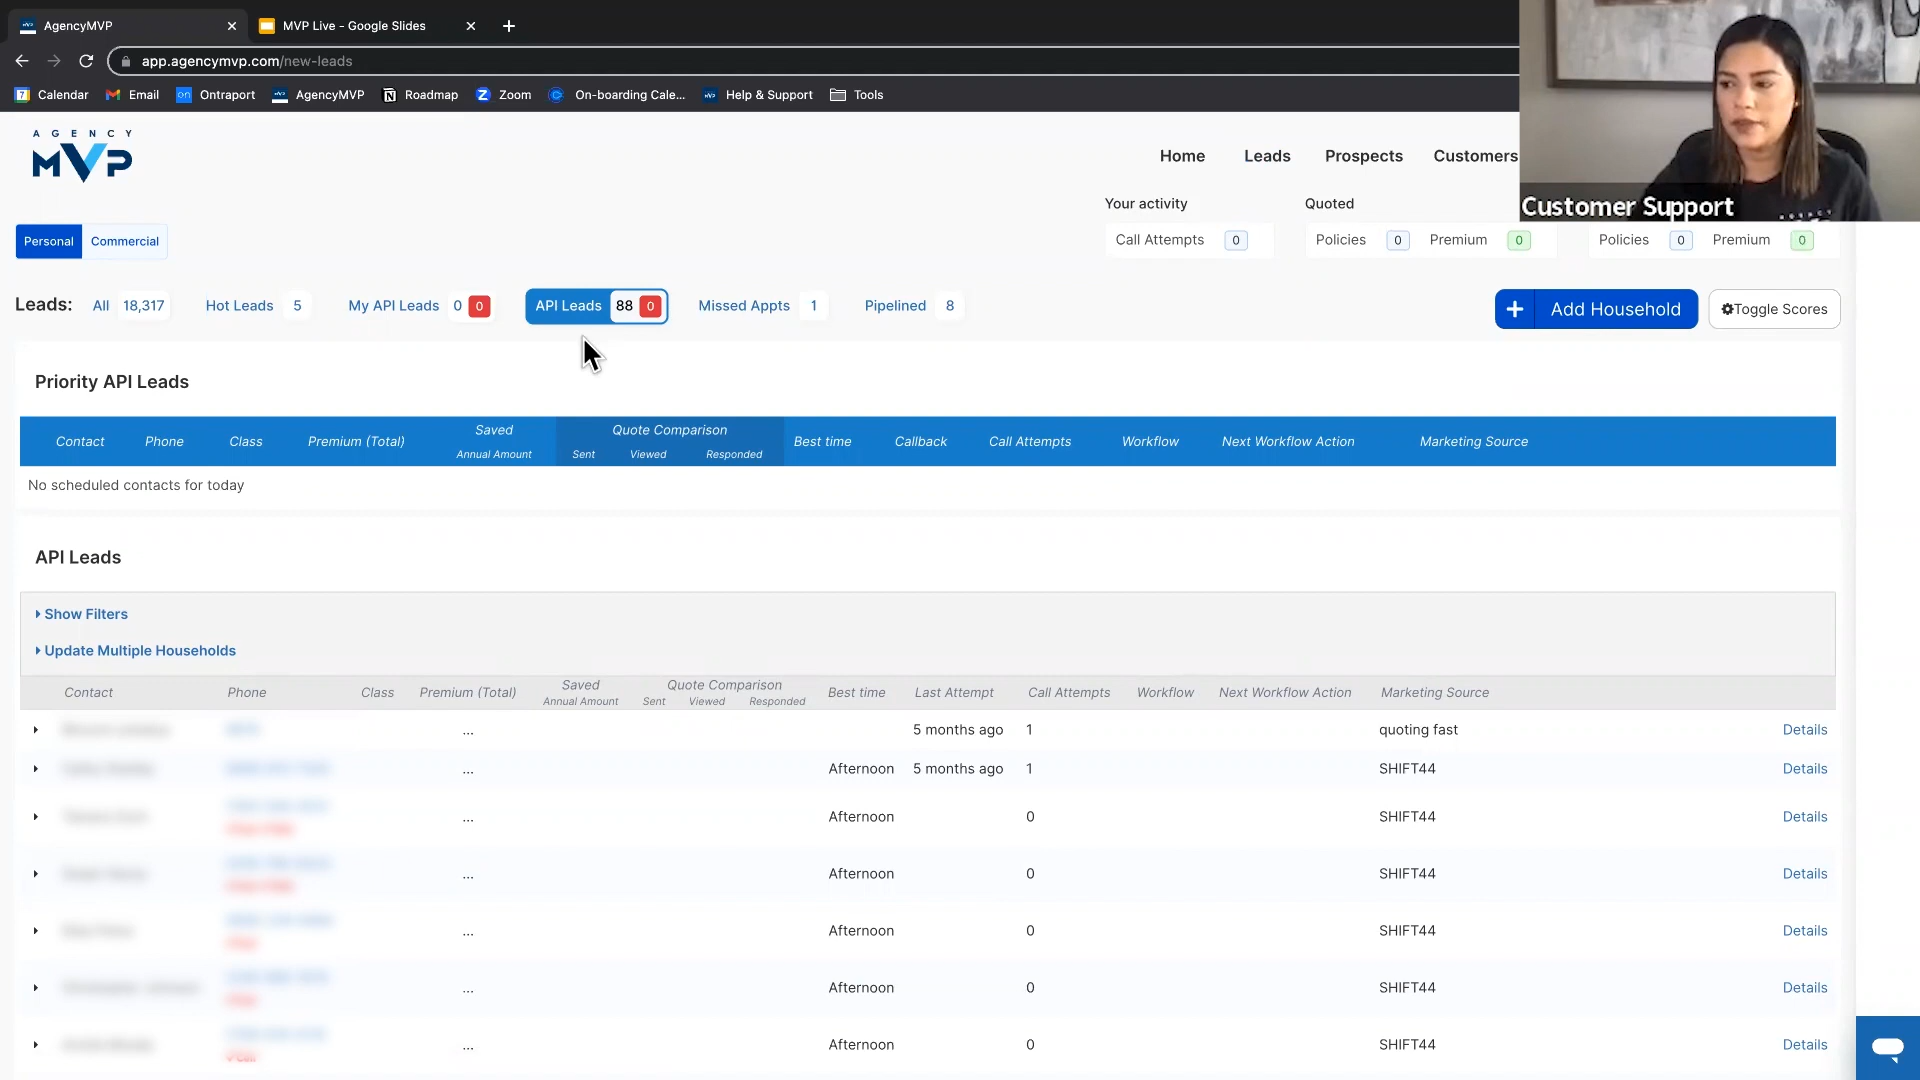 AgencyMVP
MVP Live - Google Slides
app.agencymvp.com/new-leads
Calendar Email Ontraport AgencyMVP Roadmap Zoom On-boarding Cale... Help & Support Tools
AGENCY
MVP
Home Leads Prospects Customers
Customer Support
Your activity Quoted
Personal Commercial
Call Attempts 0 Policies 0 Premium 0 Policies 0 Premium 0
Leads: All 18,317 Hot Leads 5 My API Leads 0 0 API Leads 88 0 Missed Appts 1 Pipelined 8
+ Add Household Toggle Scores
Priority API Leads
Contact Phone Class Premium (Total) Saved Annual Amount Quote Comparison Sent Viewed Responded Best time Callback Call Attempts Workflow Next Workflow Action Marketing Source
No scheduled contacts for today
API Leads
Show Filters
Update Multiple Households
Contact Phone Class Premium (Total) Saved Annual Amount Quote Comparison Sent Viewed Responded Best time Last Attempt Call Attempts Workflow Next Workflow Action Marketing Source
... 5 months ago 1 quoting fast Details
... Afternoon 5 months ago 1 SHIFT44 Details
... Afternoon 0 SHIFT44 Details
... Afternoon 0 SHIFT44 Details
... Afternoon 0 SHIFT44 Details
... Afternoon 0 SHIFT44 Details
... Afternoon 0 SHIFT44 Details